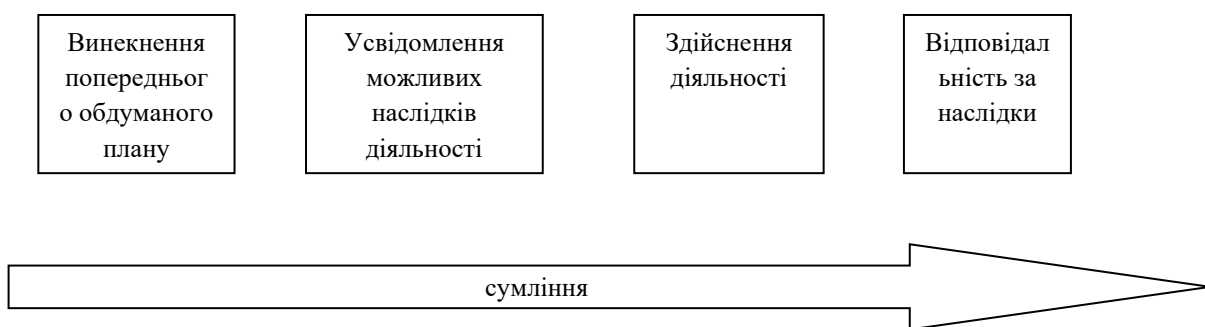 Винекнення
попередньог
о обдуманого
плану
Усвідомлення
можливих
наслідків
діяльності
Здійснення
діяльності
Відповідал
ьність за
наслідки
сумління